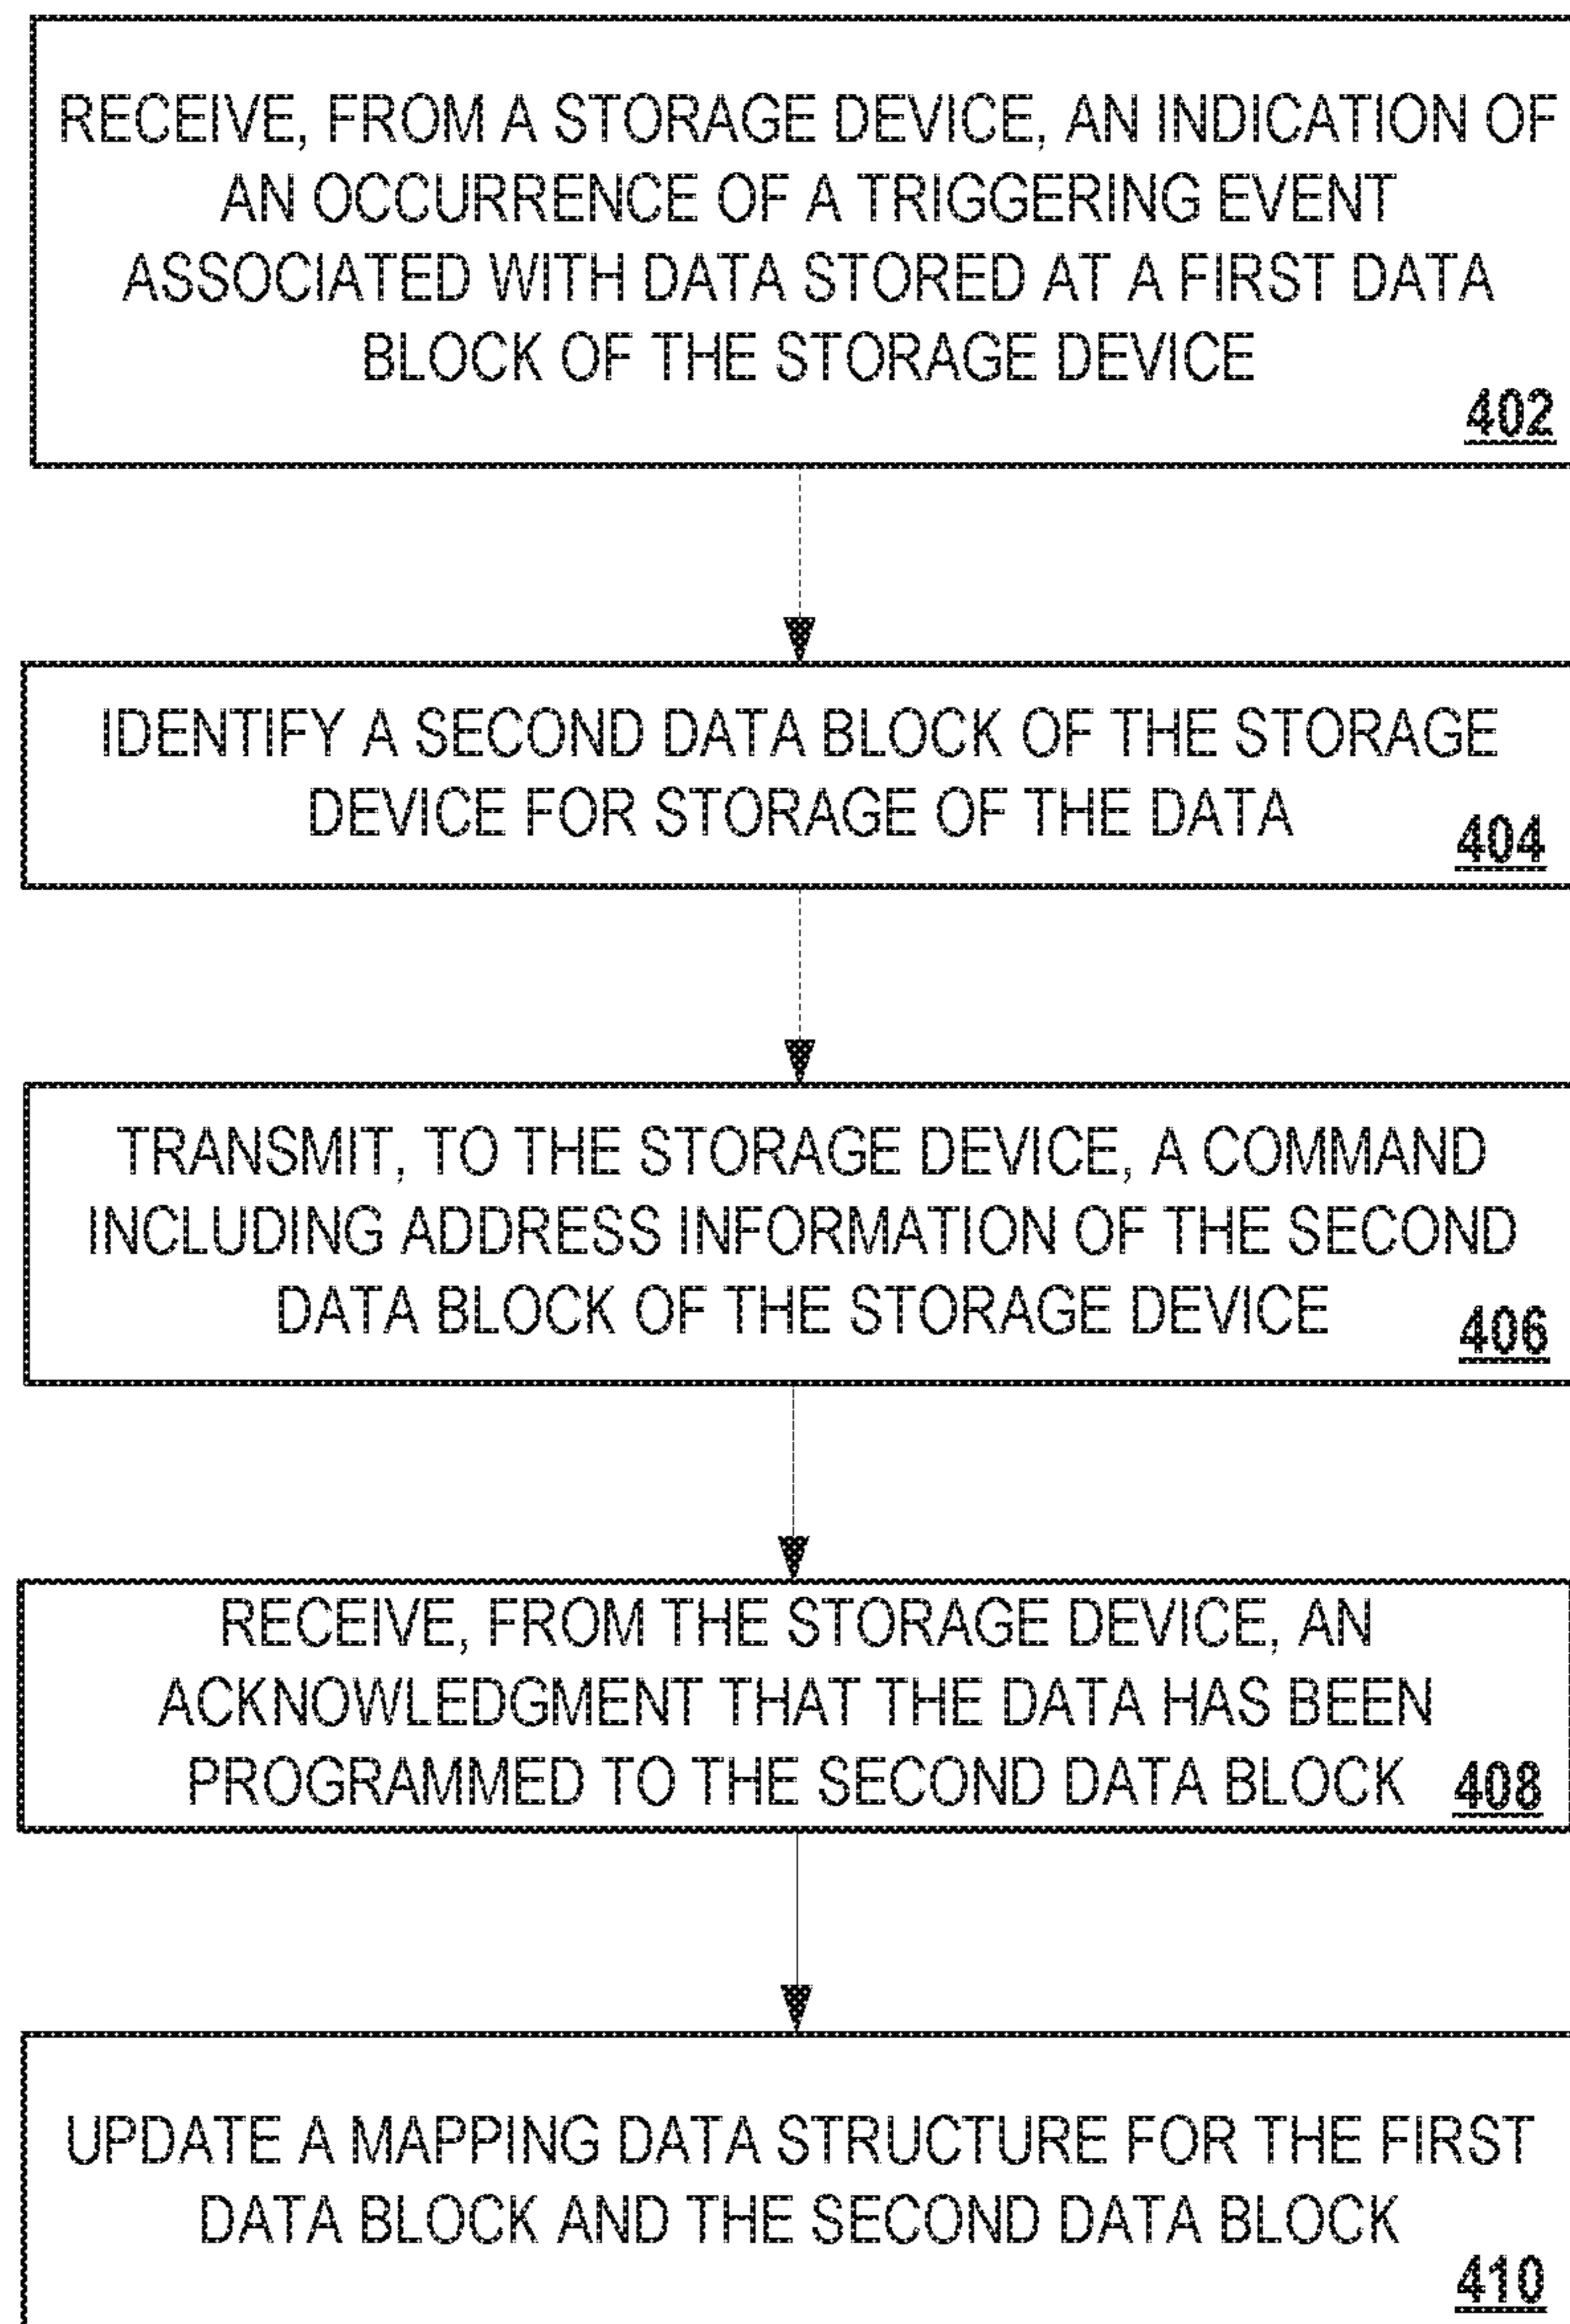 RECEIVE, FROM A STORAGE DEVICE, AN INDICATION OF
AN OCCURRENCE OF A TRIGGERING EVENT
ASSOCIATED WITH DATA STORED AT A FIRST DATA
BLOCK OF THE STORAGE DEVICE
402
IDENTIFY A SECOND DATA BLOCK OF THE STORAGE
DEVICE FOR STORAGE OF THE DATA
404
TRANSMIT, TO THE STORAGE DEVICE, A COMMAND
INCLUDING ADDRESS INFORMATION OF THE SECOND
DATA BLOCK OF THE STORAGE DEVICE
406
RECEIVE, FROM THE STORAGE DEVICE, AN
ACKNOWLEDGMENT THAT THE DATA HAS BEEN
PROGRAMMED TO THE SECOND DATA BLOCK
408
UPDATE A MAPPING DATA STRUCTURE FOR THE FIRST
DATA BLOCK AND THE SECOND DATA BLOCK
410